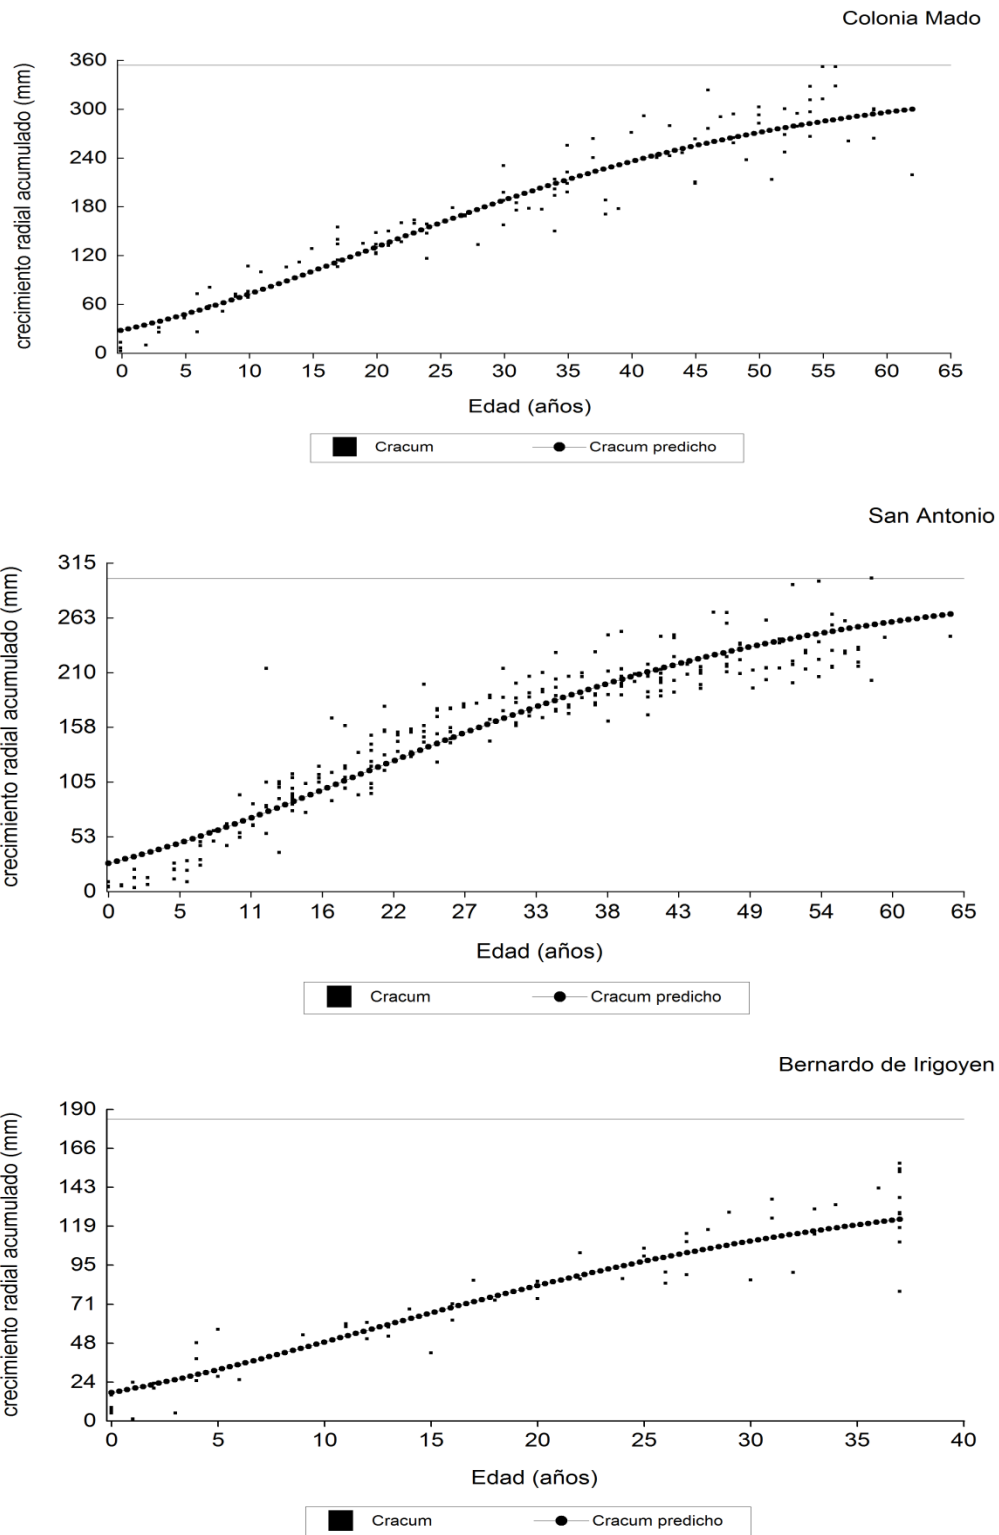 Colonia Mado
crecimiento radial acumulado (mm)
360
300
240
180
120
60
0
0 5 10 15 20 25 30 35 40 45 50 55 60 65
Edad (años)
Cracum Cracum predicho
San Antonio
crecimiento radial acumulado (mm)
315
263
210
158
105
53
0
0 5 11 16 22 27 33 38 43 49 54 60 65
Edad (años)
Cracum Cracum predicho
Bernardo de Irigoyen
crecimiento radial acumulado (mm)
190
166
143
119
95
71
48
24
0
0 5 10 15 20 25 30 35 40
Edad (años)
Cracum Cracum predicho